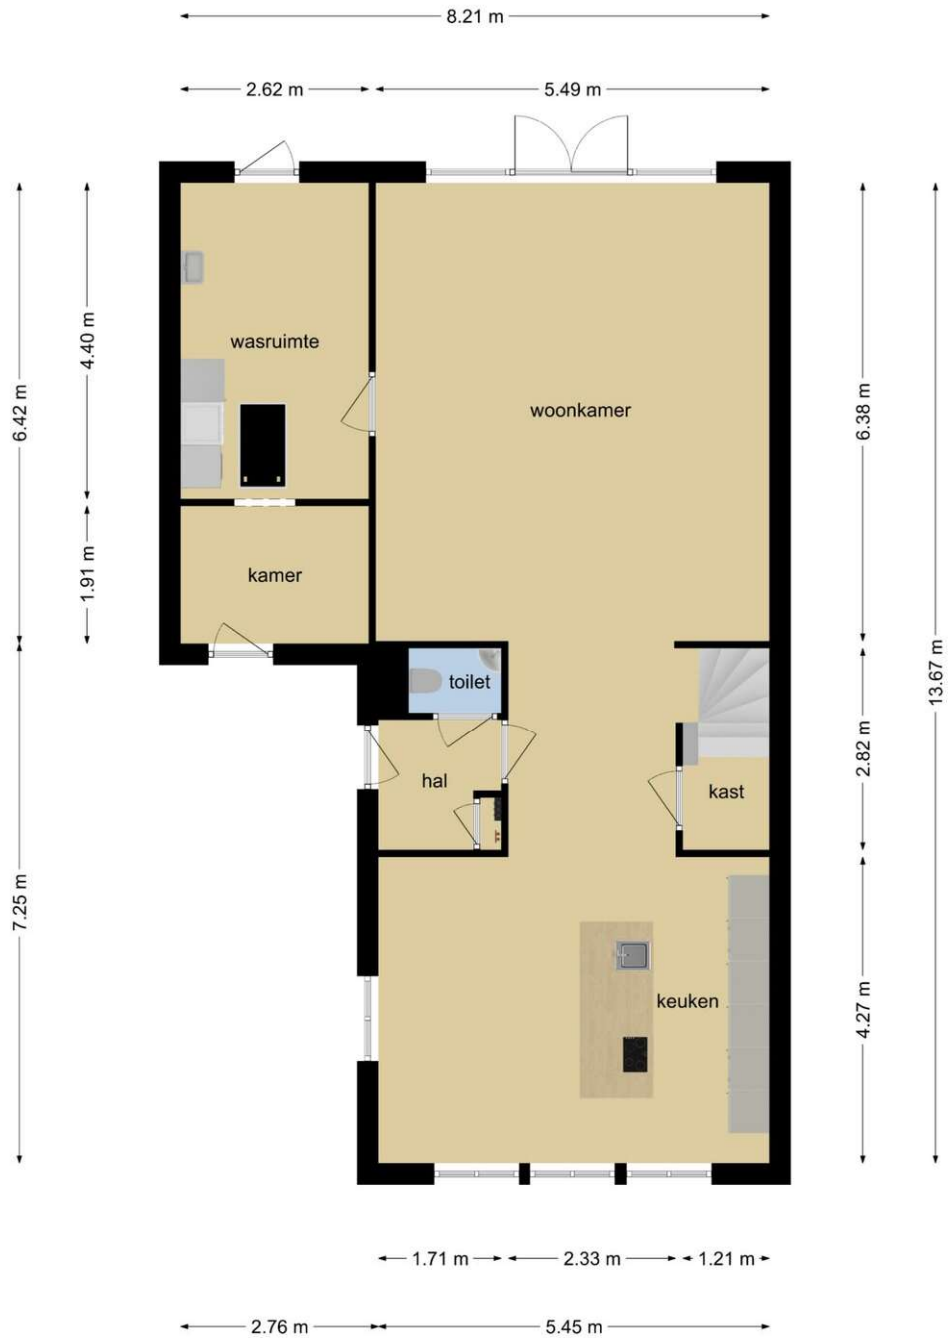 8.21 m
2.62 m
5.49 m
4.40 m
6.42 m
wasruimte
woonkamer
6.38 m
1.91 m
kamer
13.67 m
toilet
hal
2.82 m
kast
7.25 m
keuken
4.27 m
1.71 m
2.33 m
1.21 m
2.76 m
5.45 m